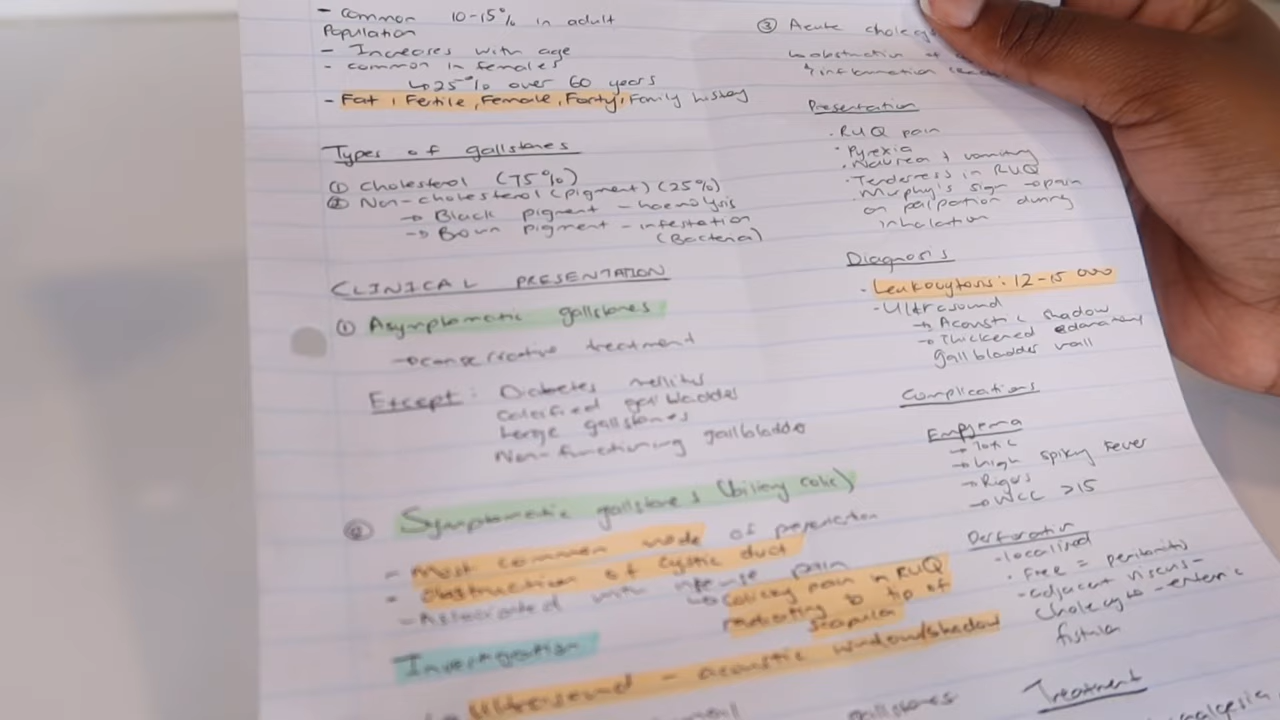 - Common 10-15% in adult
Population
- Increases with age
- common in females
↳ 25% over 60 years
- Fat, Fertile, Female, Forty, Family history
Types of gallstones
① Cholesterol (75%)
② Non-cholesterol (pigment) (25%)
→ Black pigment - haemolysis
→ Bown pigment - infestation
(Bacteria)
CLINICAL PRESENTATION
① Asymptomatic gallstones
→ conservative treatment
Except: Diabetes mellitus
Calcified gallbladder
Large gallstones
Non-functioning gallbladder
② Symptomatic gallstones (biliary colic)
- Most common mode of presentation
- Obstruction of cystic duct
- Associated with intense pain
↳ Colicky pain in RUQ
radiating to tip of
scapula
Investigation
Ultrasound - acoustic window/shadow
gallstones
③ Acute
↳ obstruction
+ inflammation
Presentation
· RUQ pain
· Pyrexia
· Nausea + vomiting
· Tenderness in RUQ
· Murphy's sign → pain
on palpation during
inhalation
Diagnosis
· Leukocytosis: 12-15 000
- Ultrasound
→ Acoustic shadow
→ Thickened edematous
gallbladder wall
Complications
Empyema
→ Toxic
→ high spiky fever
→ Rigors
→ WCC >15
Perforation
- localised
· Free = peritonitis
- adjacent viscus -
cholecysto-enteric
fistula
Treatment